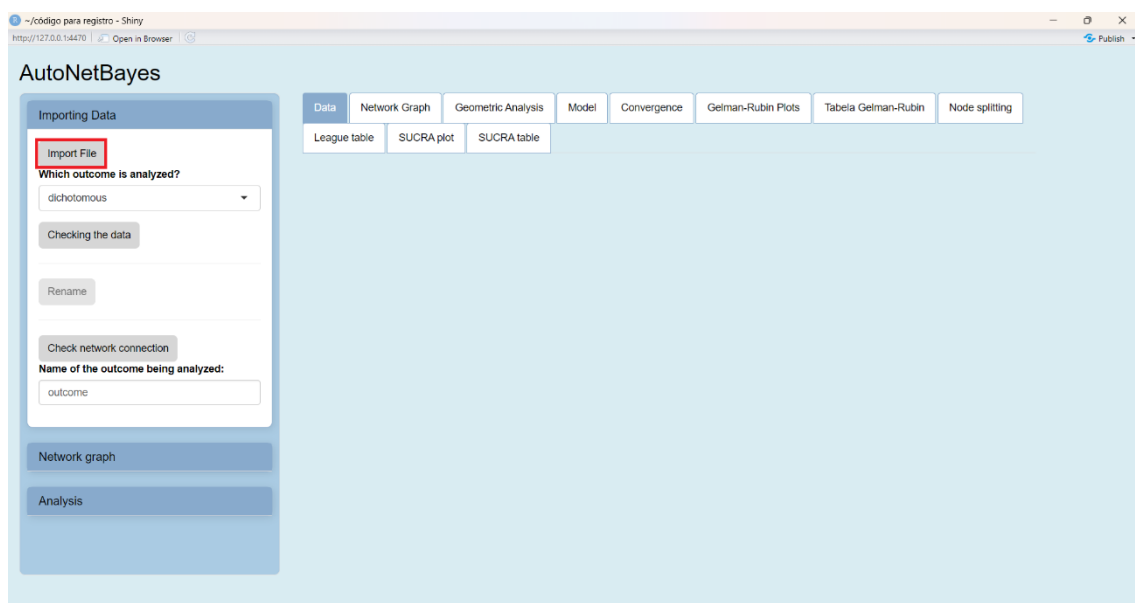 ~/código para registro - Shiny
http://127.0.0.1:4470 Open in Browser
Publish
AutoNetBayes
Importing Data
Import File
Which outcome is analyzed?
dichotomous
Checking the data
Rename
Check network connection
Name of the outcome being analyzed:
outcome
Network graph
Analysis
Data Network Graph Geometric Analysis Model Convergence Gelman-Rubin Plots Tabela Gelman-Rubin Node splitting
League table SUCRA plot SUCRA table